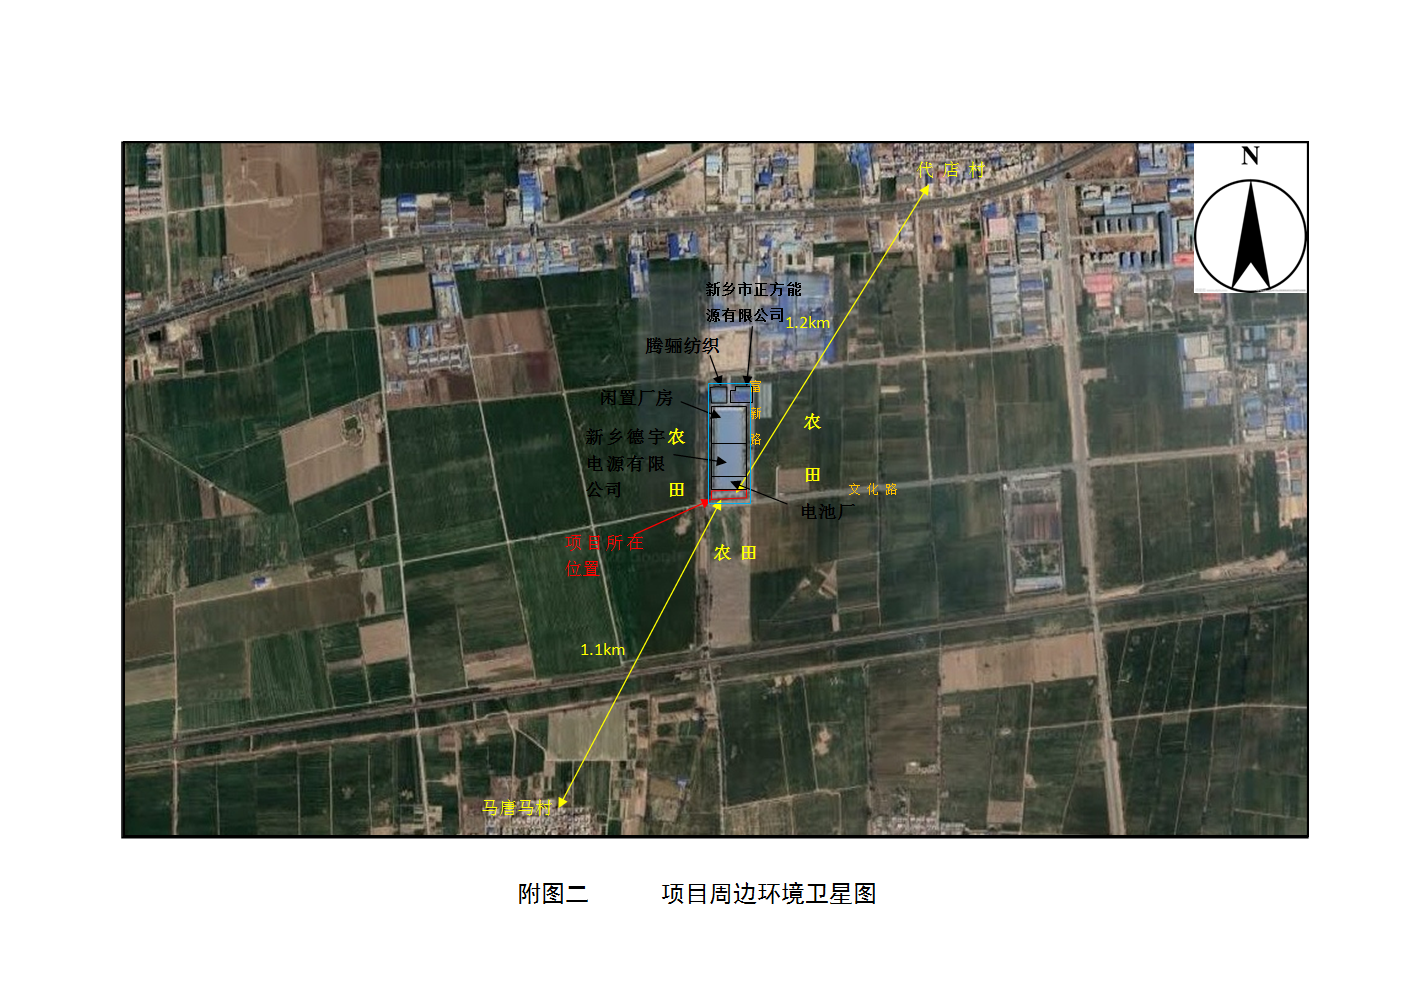 N
代店村
新乡市正方能
源有限公司
1.2km
腾骊纺织
富新路
闲置厂房
新乡德宇
电源有限
公司
农田
农田
文化路
电池厂
项目所在
位置
农田
1.1km
马唐马村
附图二 项目周边环境卫星图